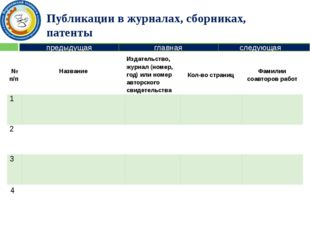 Публикации в журналах, сборниках,
патенты
предыдущая главная следующая
№ п/п
Название
Издательство,
журнал (номер,
год) или номер
авторского
свидетельства
Кол-во страниц
Фамилии
соавторов работ
1
2
3
4